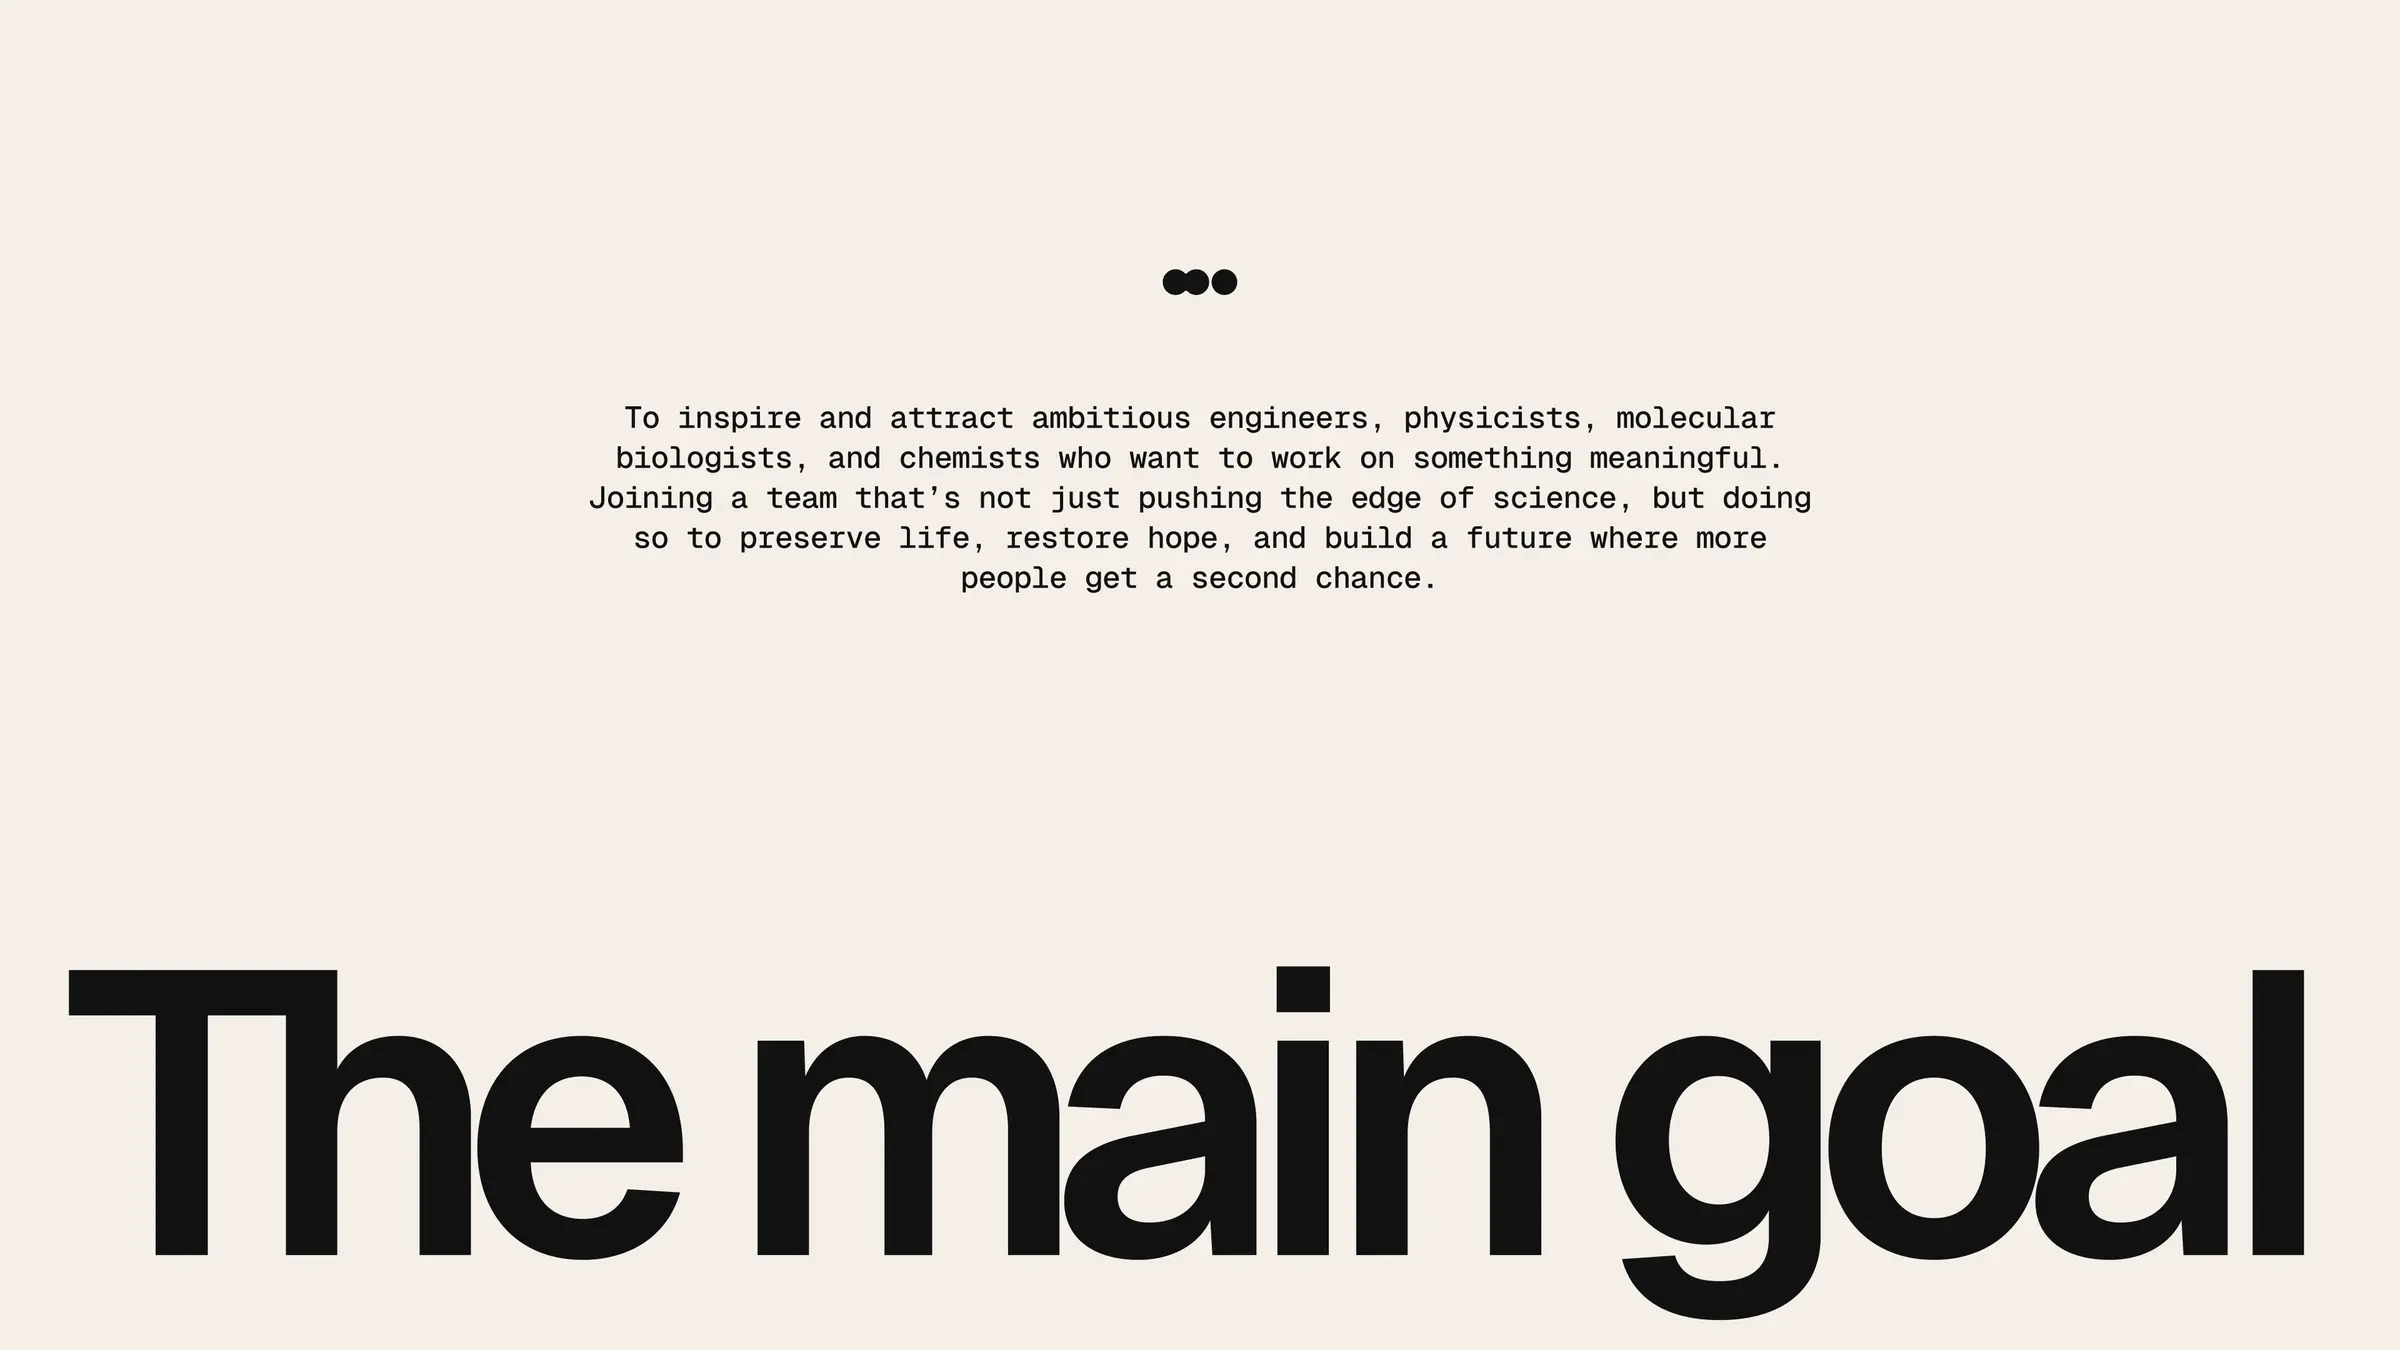 To inspire and attract ambitious engineers, physicists, molecular
biologists, and chemists who want to work on something meaningful.
Joining a team that’s not just pushing the edge of science, but doing
so to preserve life, restore hope, and build a future where more
people get a second chance.
The main goal